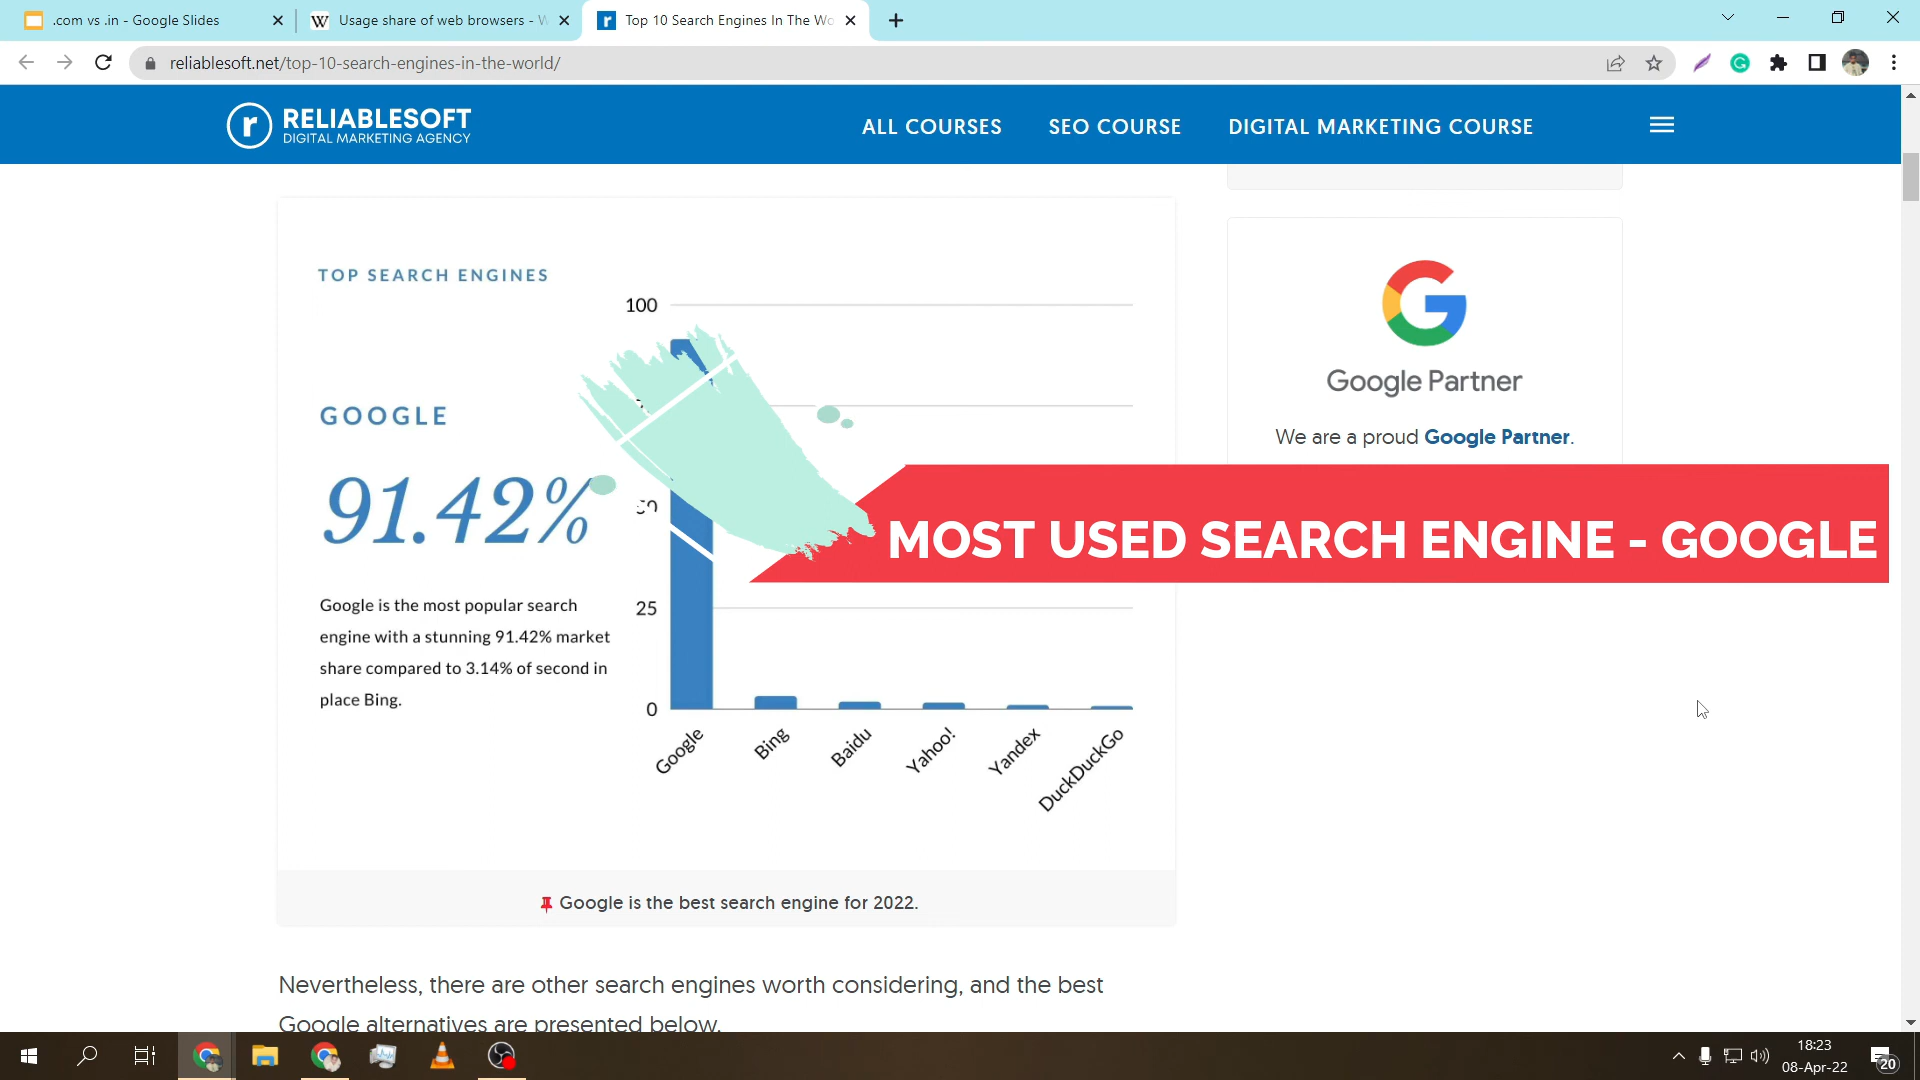 .com vs .in - Google Slides
Usage share of web browsers - W
Top 10 Search Engines In The Wo
reliablesoft.net/top-10-search-engines-in-the-world/
r RELIABLESOFT
DIGITAL MARKETING AGENCY
ALL COURSES
SEO COURSE
DIGITAL MARKETING COURSE
TOP SEARCH ENGINES
GOOGLE
91.42%
Google is the most popular search
engine with a stunning 91.42% market
share compared to 3.14% of second in
place Bing.
100
25
0
Google
Bing
Baidu
Yahoo!
Yandex
DuckDuckGo
Google Partner
We are a proud Google Partner.
MOST USED SEARCH ENGINE - GOOGLE
Google is the best search engine for 2022.
Nevertheless, there are other search engines worth considering, and the best
Google alternatives are presented below.
18:23
08-Apr-22
20